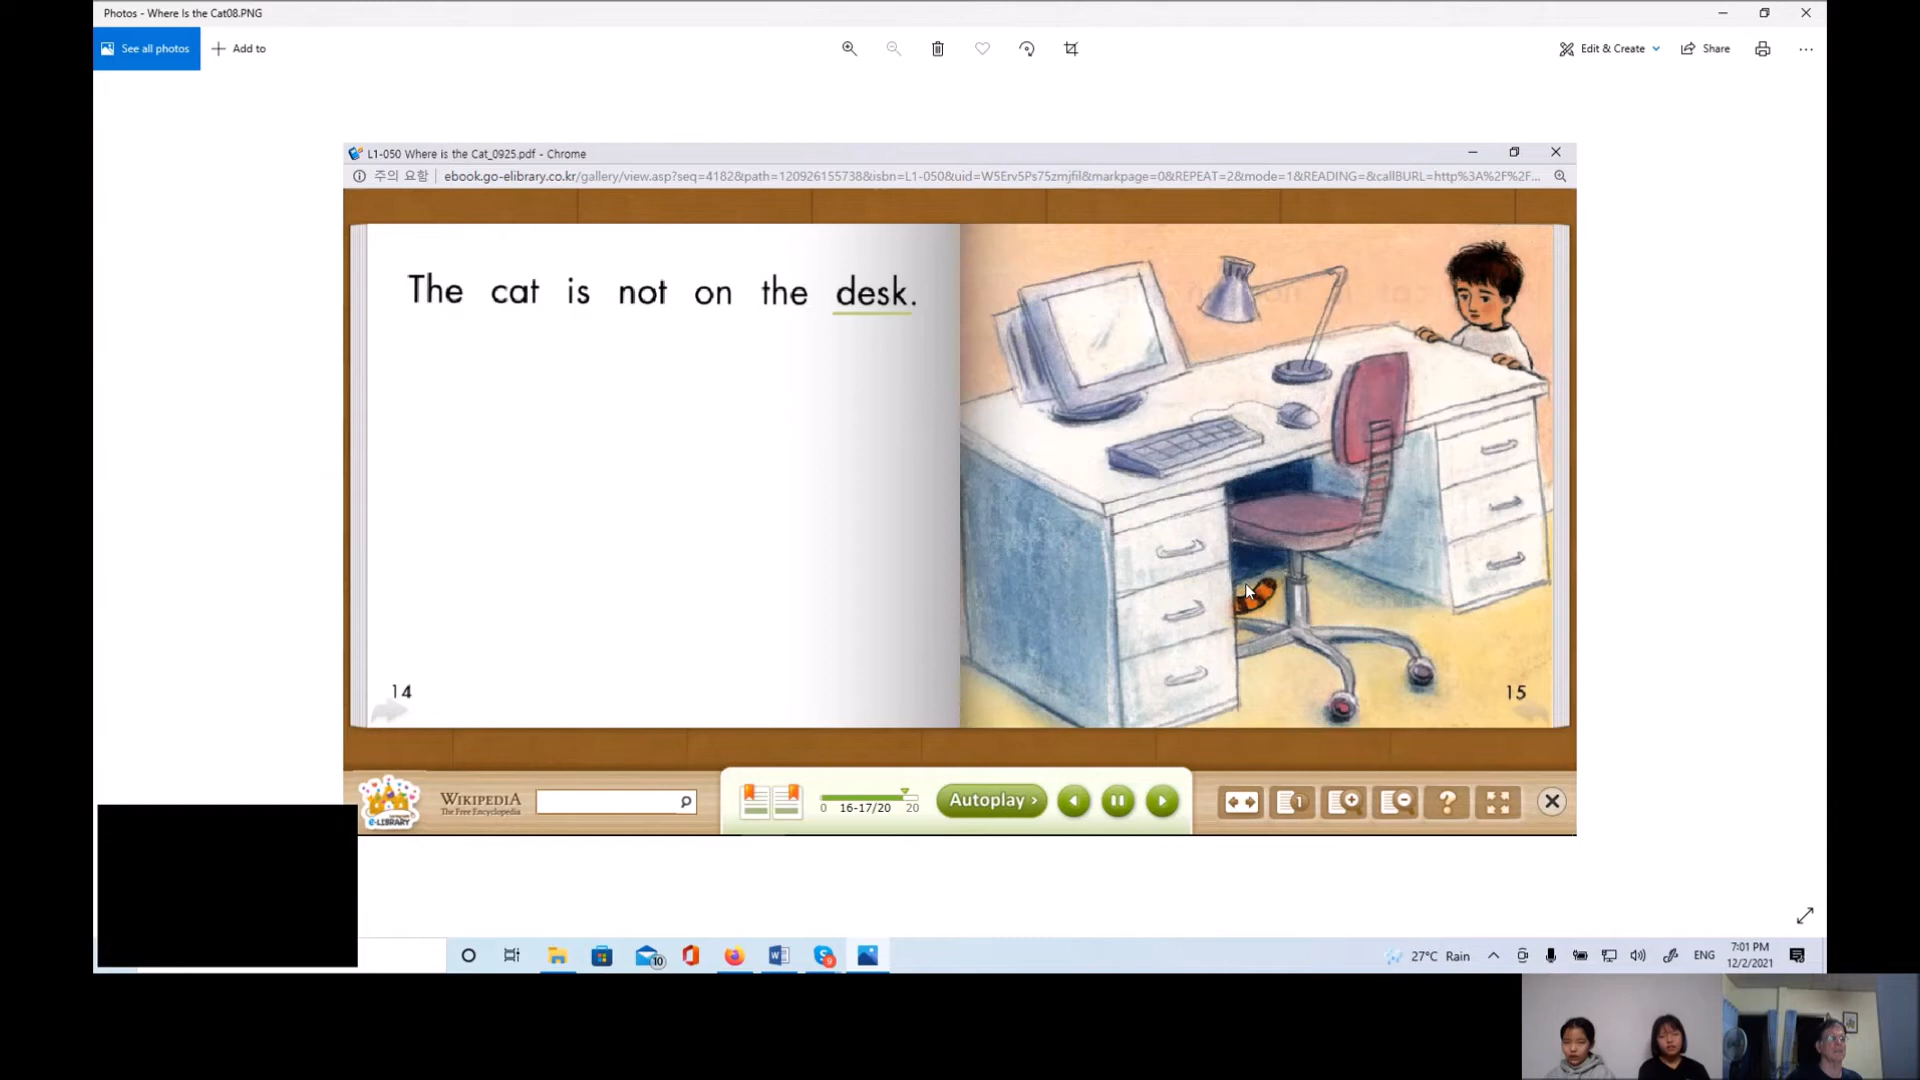 Photos - Where Is the Cat08.PNG
See all photos
Add to
Edit & Create
Share
L1-050 Where is the Cat_0925.pdf - Chrome
주의 요함 ebook.go-elibrary.co.kr/gallery/view.asp?seq=4182&path=120926155738&isbn=L1-050&uid=W5Erv5Ps75zmjfil&markpage=0&REPEAT=2&mode=1&READING=&callBURL=http%3A%2F%2F...
The cat is not on the desk.
14
15
e-LIBRARY
WIKIPEDIA
The Free Encyclopedia
0 16-17/20 20
Autoplay
1
10
9
27°C Rain
ENG
7:01 PM
12/2/2021